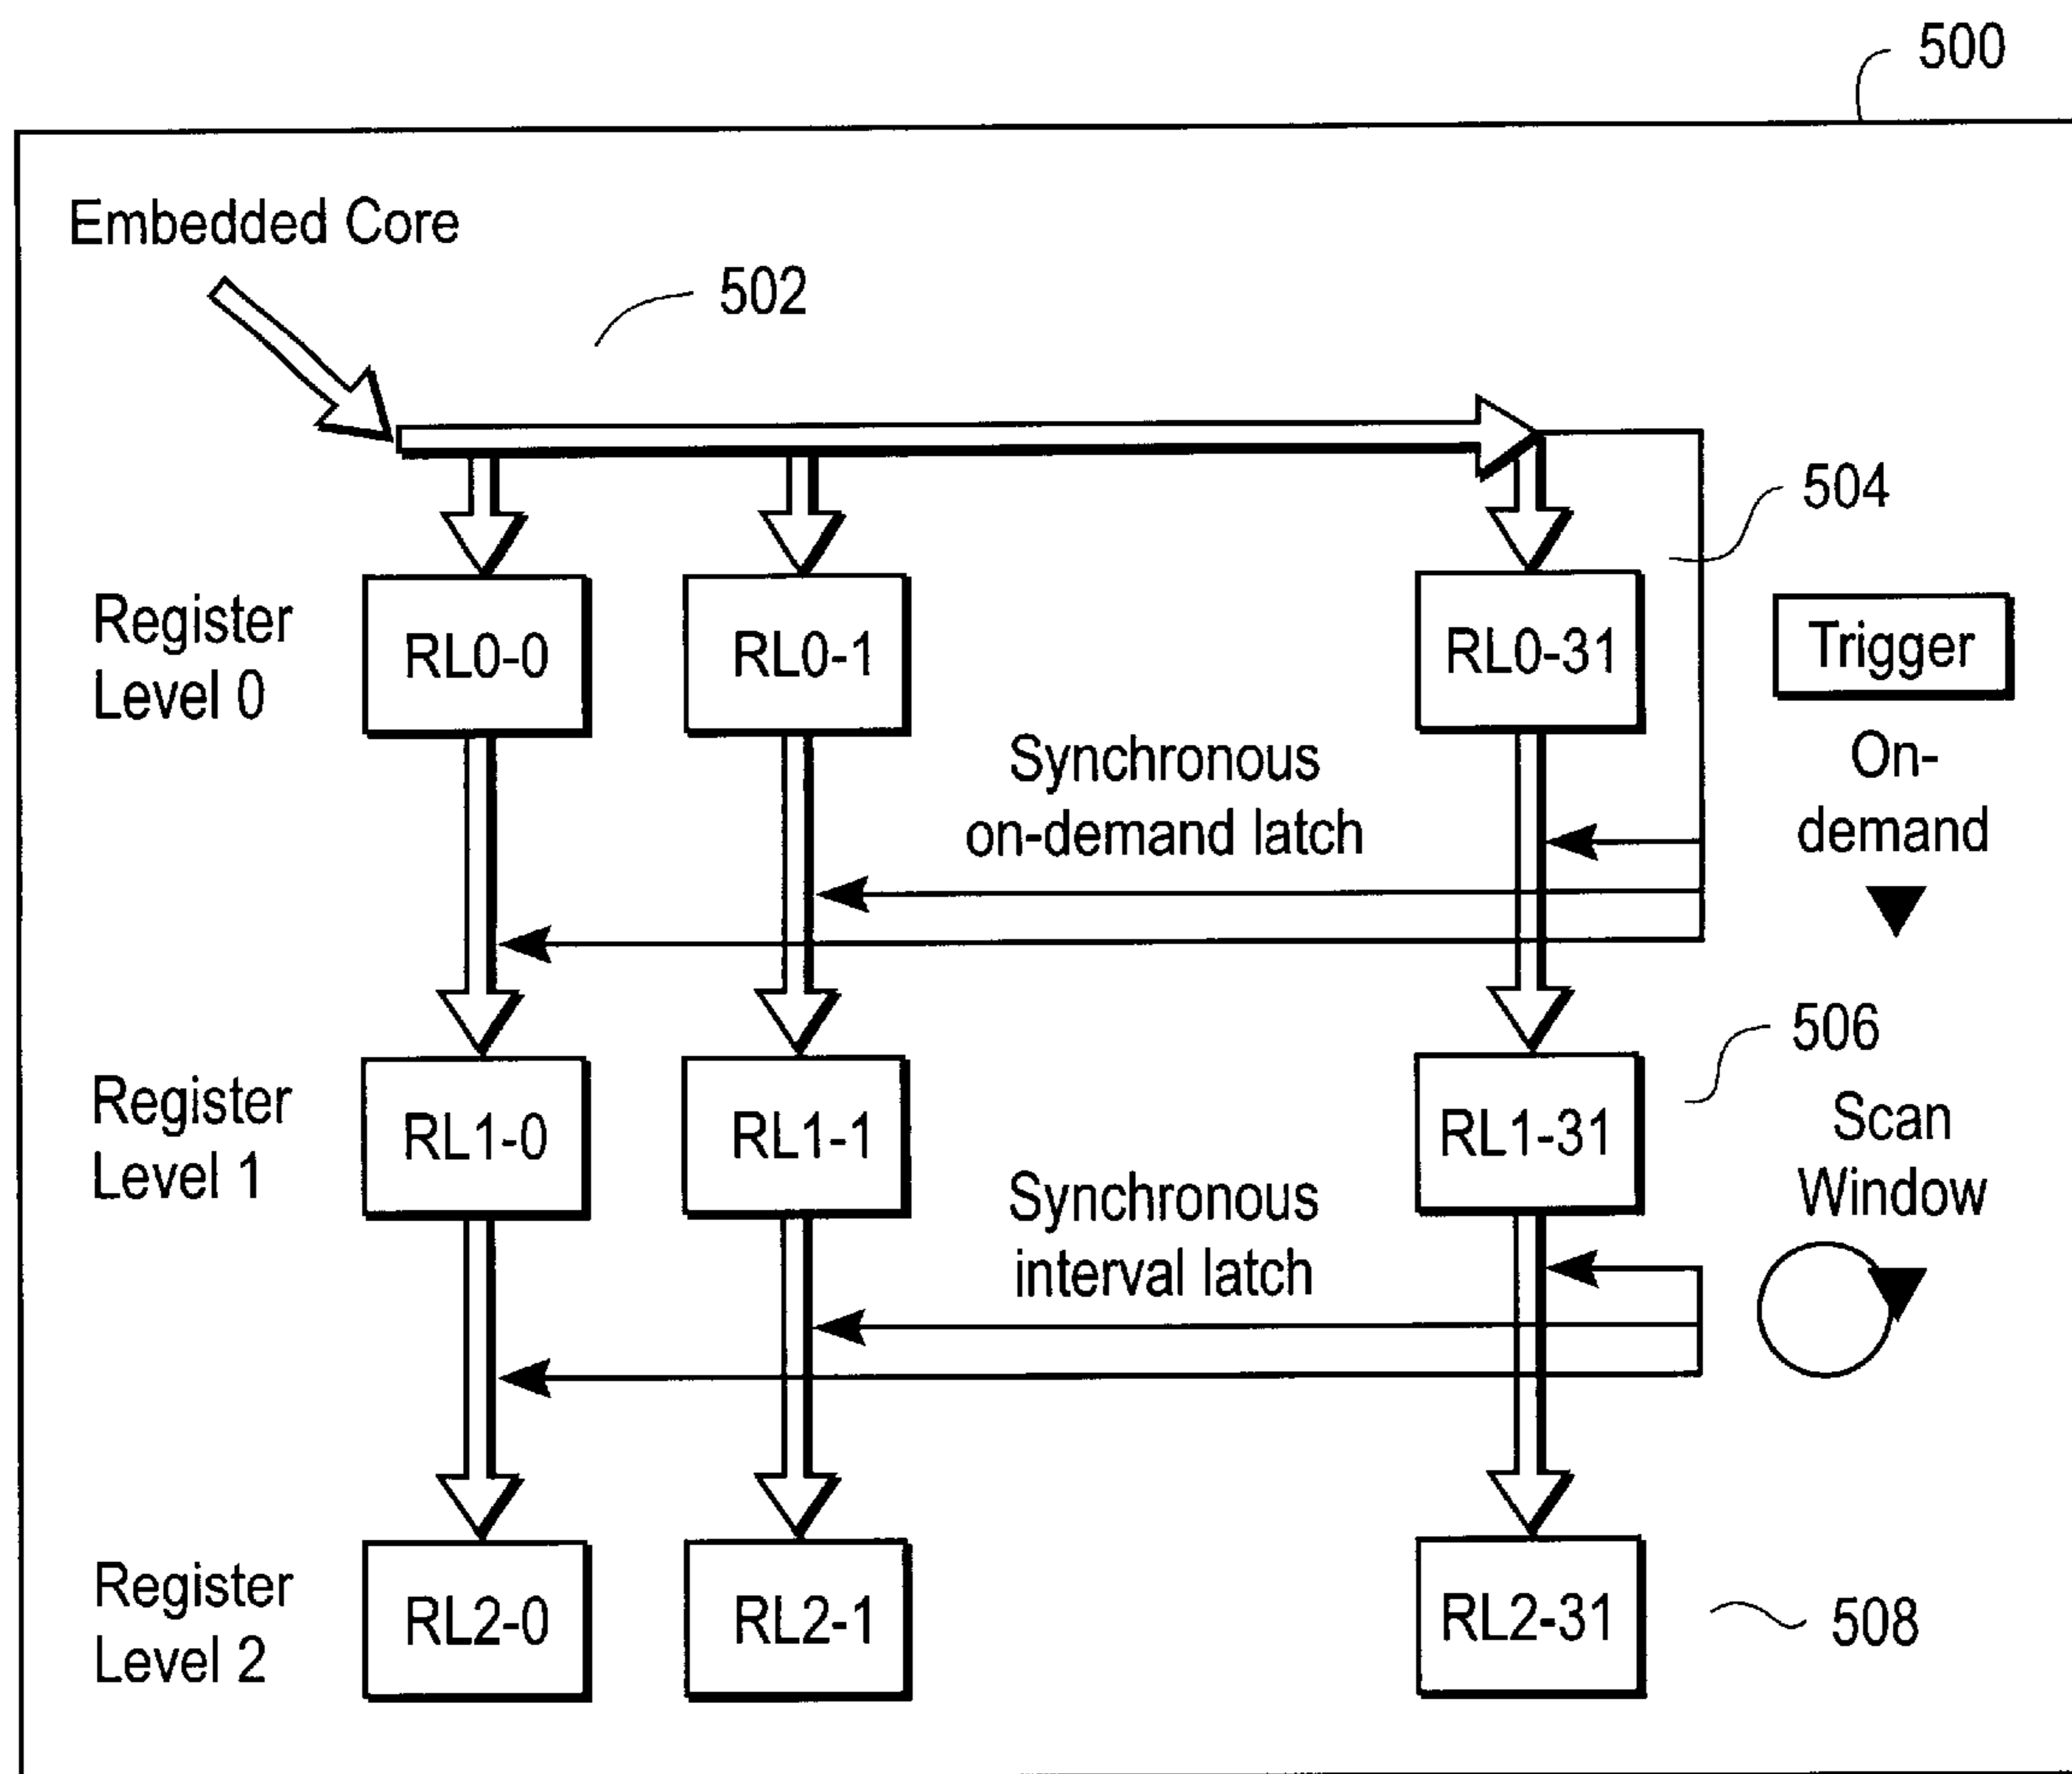 500
Embedded Core
502
504
Register
Level 0
RL0-0
RL0-1
RL0-31
Trigger
On-
demand
Synchronous
on-demand latch
506
Register
Level 1
RL1-0
RL1-1
RL1-31
Scan
Window
Synchronous
interval latch
Register
Level 2
RL2-0
RL2-1
RL2-31
508